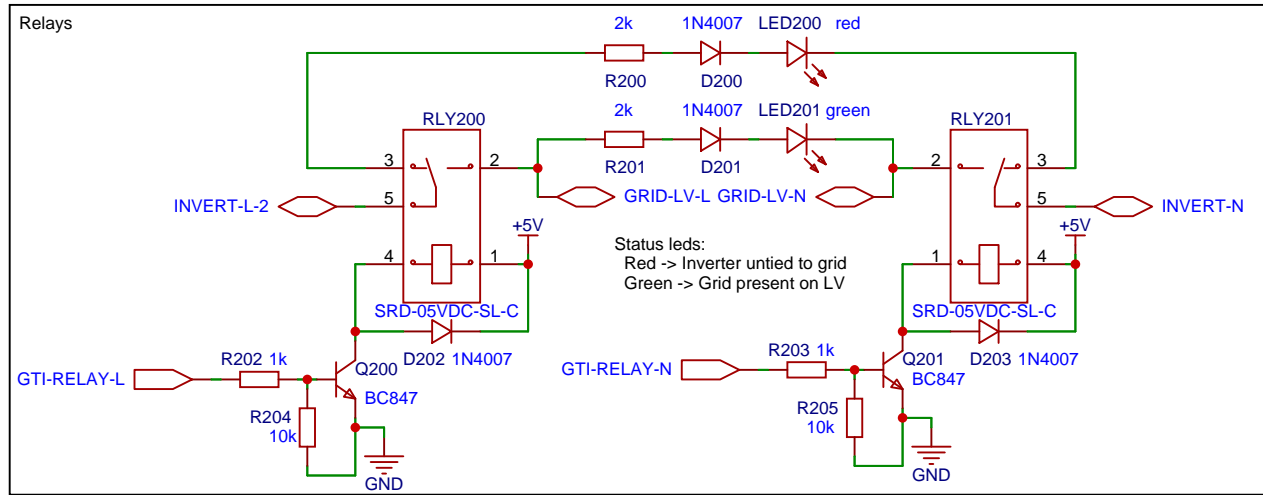 Relays
2k 1N4007 LED200 red
R200 D200
2k 1N4007 LED201 green
R201 D201
RLY200
3 2
5
4 1
INVERT-L-2
GRID-LV-L GRID-LV-N
RLY201
2 3
5
1 4
INVERT-N
+5V
+5V
Status leds:
Red -> Inverter untied to grid
Green -> Grid present on LV
SRD-05VDC-SL-C
SRD-05VDC-SL-C
D202 1N4007
D203 1N4007
GTI-RELAY-L
R202 1k
Q200
BC847
R204
10k
GND
GTI-RELAY-N
R203 1k
Q201
BC847
R205
10k
GND